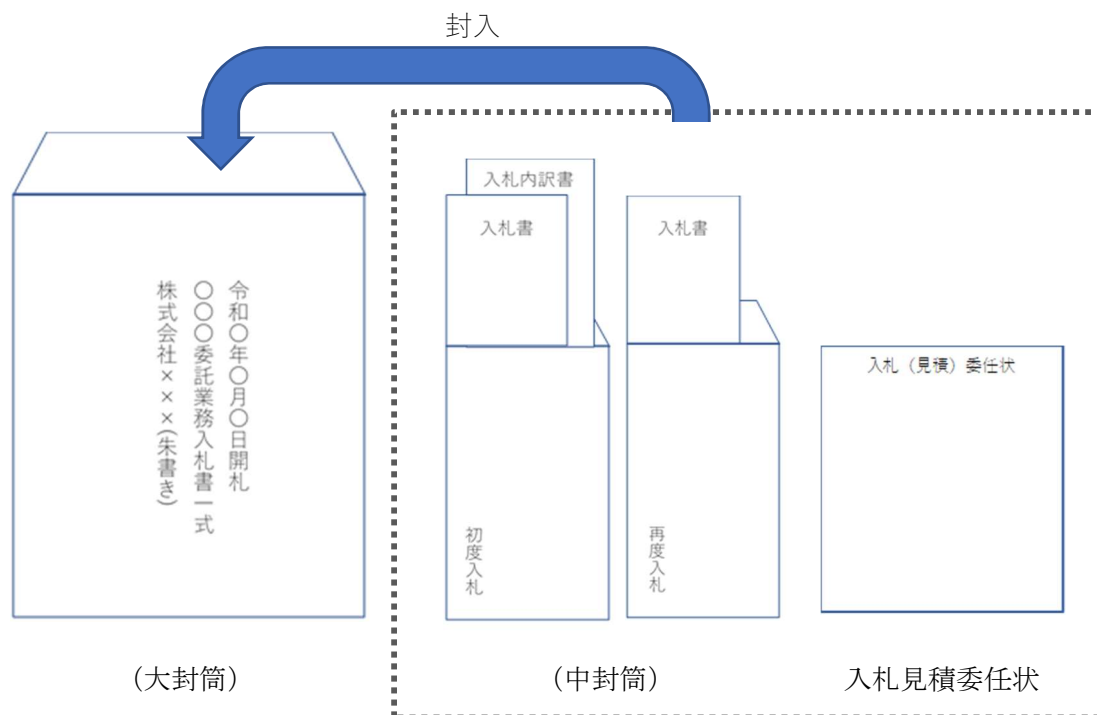 封入
令和〇年〇月〇日開札
〇〇〇委託業務入札書一式
株式会社×××(朱書き)
入札内訳書
入札書
初度入札
入札書
再度入札
入札（見積）委任状
（大封筒）
（中封筒）
入札見積委任状